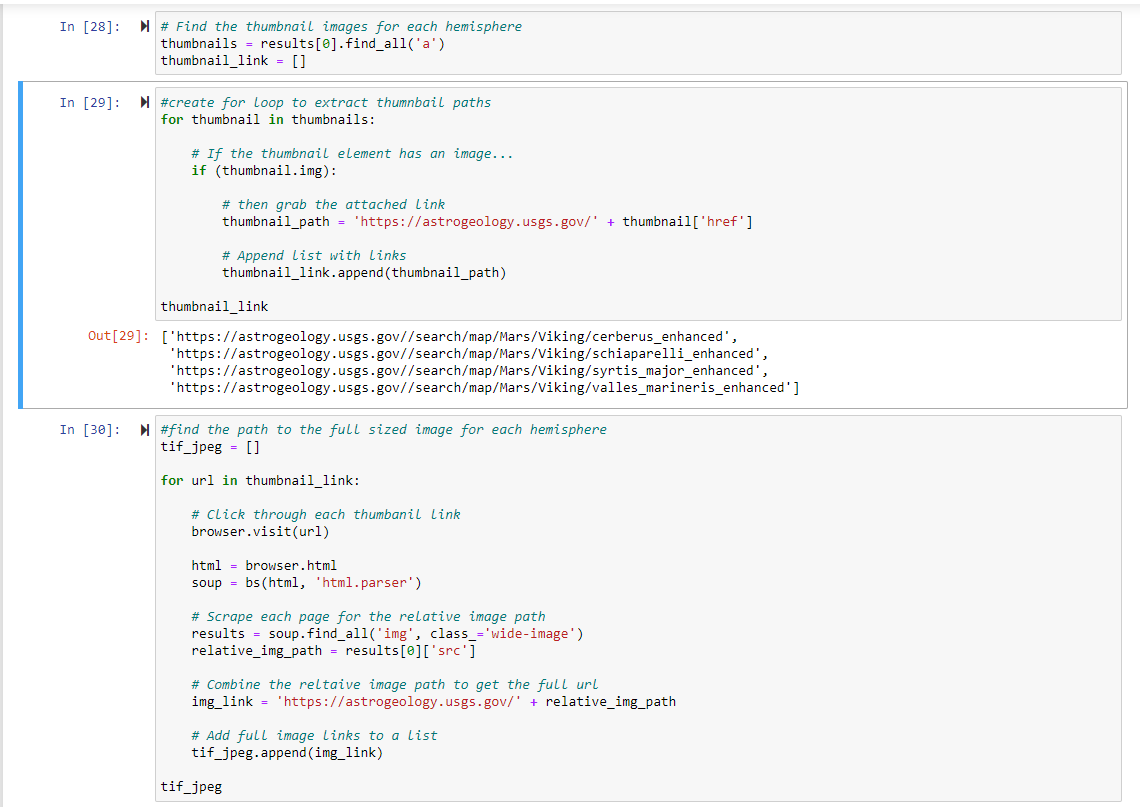 In [28]: # Find the thumbnail images for each hemisphere
thumbnails = results[0].find_all('a')
thumbnail_link = []
In [29]: #create for loop to extract thumnbail paths
for thumbnail in thumbnails:
# If the thumbnail element has an image...
if (thumbnail.img):
# then grab the attached link
thumbnail_path = 'https://astrogeology.usgs.gov/' + thumbnail['href']
# Append list with links
thumbnail_link.append(thumbnail_path)
thumbnail_link
Out[29]: ['https://astrogeology.usgs.gov//search/map/Mars/Viking/cerberus_enhanced',
'https://astrogeology.usgs.gov//search/map/Mars/Viking/schiaparelli_enhanced',
'https://astrogeology.usgs.gov//search/map/Mars/Viking/syrtis_major_enhanced',
'https://astrogeology.usgs.gov//search/map/Mars/Viking/valles_marineris_enhanced']
In [30]: #find the path to the full sized image for each hemisphere
tif_jpeg = []
for url in thumbnail_link:
# Click through each thumbanil link
browser.visit(url)
html = browser.html
soup = bs(html, 'html.parser')
# Scrape each page for the relative image path
results = soup.find_all('img', class_='wide-image')
relative_img_path = results[0]['src']
# Combine the reltaive image path to get the full url
img_link = 'https://astrogeology.usgs.gov/' + relative_img_path
# Add full image links to a list
tif_jpeg.append(img_link)
tif_jpeg